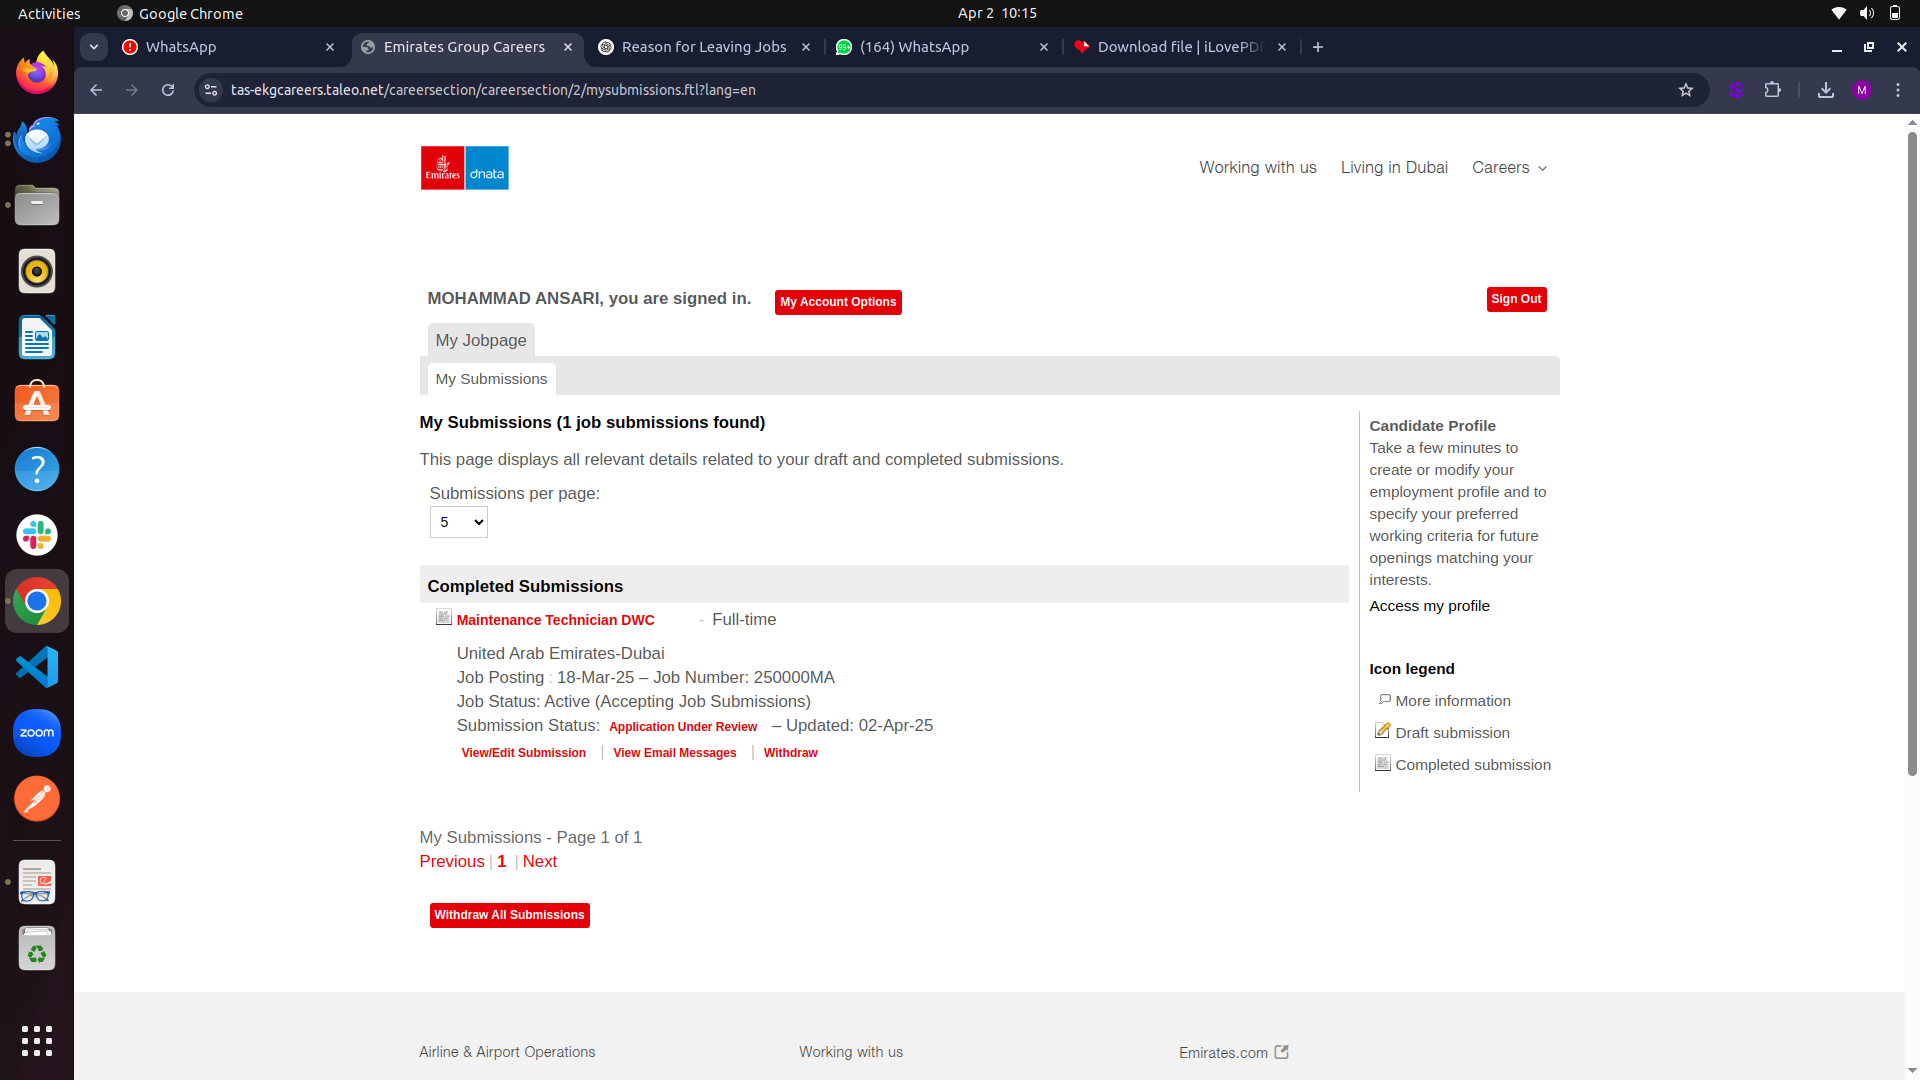 Activities
Google Chrome
Apr 2 10:15
WhatsApp
Emirates Group Careers
Reason for Leaving Jobs
(164) WhatsApp
Download file | iLovePDF
tas-ekgcareers.taleo.net/careersection/careersection/2/mysubmissions.ftl?lang=en
M
Emirates
dnata
Working with us
Living in Dubai
Careers
MOHAMMAD ANSARI, you are signed in.
My Account Options
Sign Out
My Jobpage
My Submissions
My Submissions (1 job submissions found)
This page displays all relevant details related to your draft and completed submissions.
Submissions per page:
5
Completed Submissions
Maintenance Technician DWC - Full-time
United Arab Emirates-Dubai
Job Posting : 18-Mar-25 – Job Number: 250000MA
Job Status: Active (Accepting Job Submissions)
Submission Status: Application Under Review – Updated: 02-Apr-25
View/Edit Submission | View Email Messages | Withdraw
My Submissions - Page 1 of 1
Previous | 1 | Next
Withdraw All Submissions
Candidate Profile
Take a few minutes to
create or modify your
employment profile and to
specify your preferred
working criteria for future
openings matching your
interests.
Access my profile
Icon legend
More information
Draft submission
Completed submission
Airline & Airport Operations
Working with us
Emirates.com
zoom